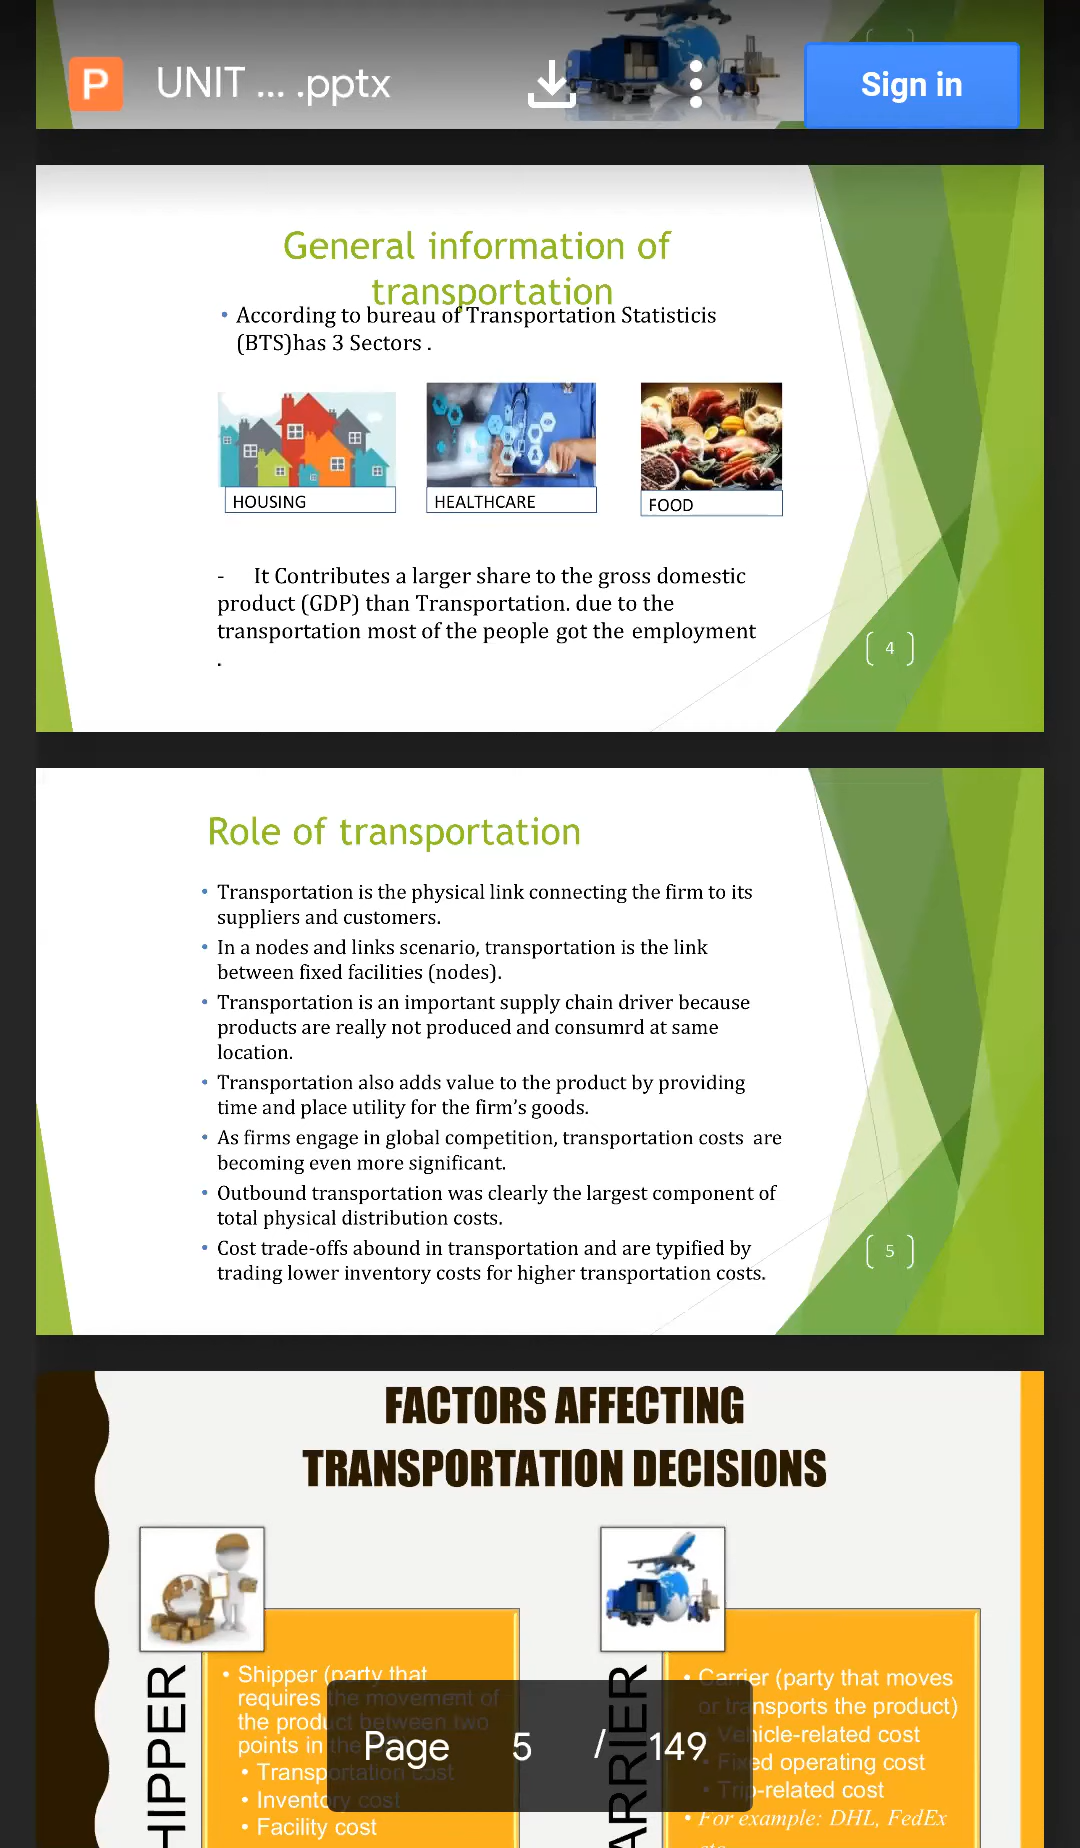 UNIT ... .pptx
Sign in
General information of
transportation
• According to bureau of Transportation Statisticis
(BTS)has 3 Sectors .
HOUSING
HEALTHCARE
FOOD
- It Contributes a larger share to the gross domestic
product (GDP) than Transportation. due to the
transportation most of the people got the employment
.
4
Role of transportation
• Transportation is the physical link connecting the firm to its
suppliers and customers.
• In a nodes and links scenario, transportation is the link
between fixed facilities (nodes).
• Transportation is an important supply chain driver because
products are really not produced and consumrd at same
location.
• Transportation also adds value to the product by providing
time and place utility for the firm's goods.
• As firms engage in global competition, transportation costs are
becoming even more significant.
• Outbound transportation was clearly the largest component of
total physical distribution costs.
• Cost trade-offs abound in transportation and are typified by
trading lower inventory costs for higher transportation costs.
5
FACTORS AFFECTING
TRANSPORTATION DECISIONS
HIPPER
• Shipper (party that
requires the movement of
the product between two
points in the
• Transportation cost
• Inventory cost
• Facility cost
ARRIER
• Carrier (party that moves
or transports the product)
• Vehicle-related cost
• Fixed operating cost
• Trip-related cost
• For example: DHL, FedEx
Page 5 / 149